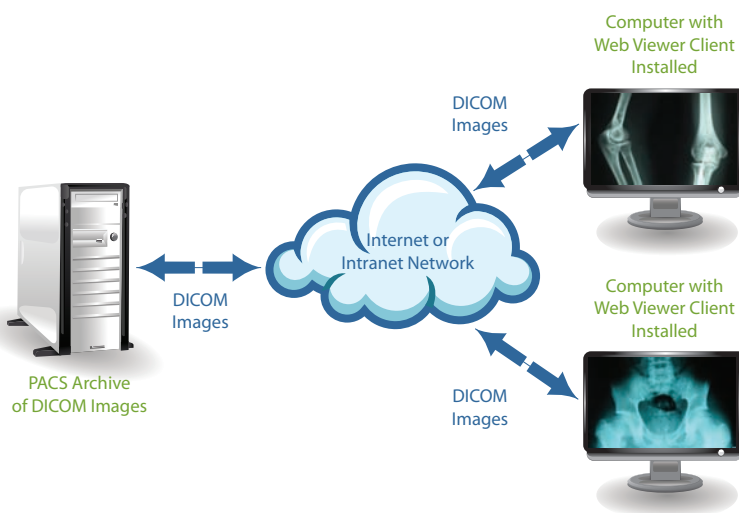 Computer with
Web Viewer Client
Installed
DICOM
Images
Internet or
Intranet Network
DICOM
Images
PACS Archive
of DICOM Images
Computer with
Web Viewer Client
Installed
DICOM
Images